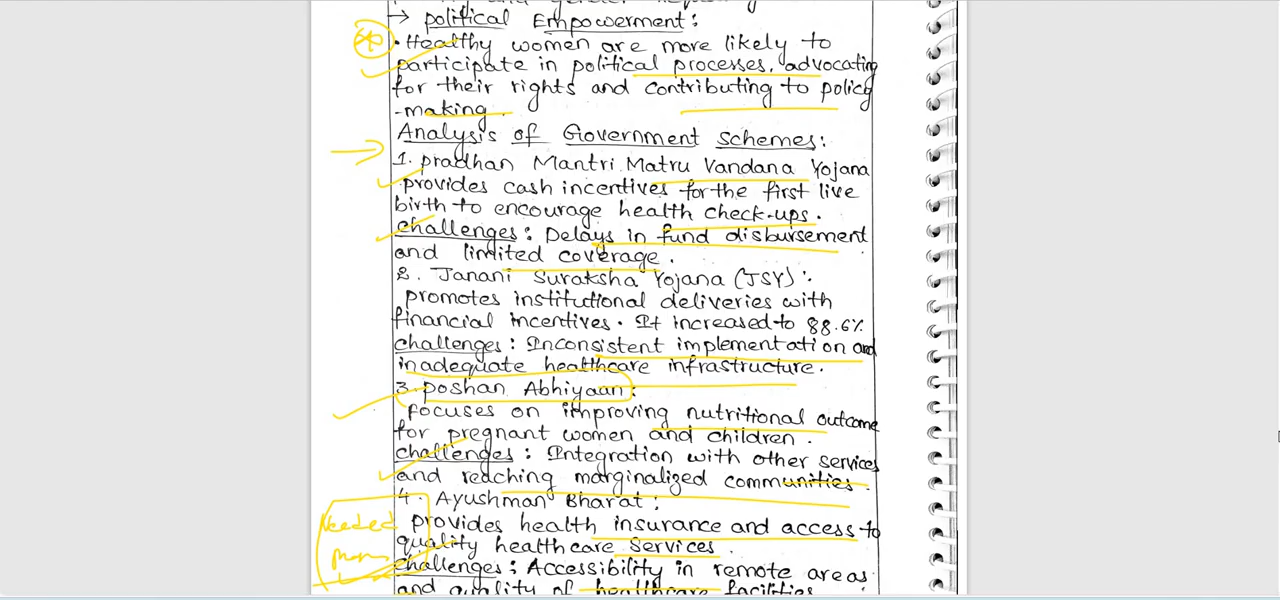 → political Empowerment:
• Healthy women are more likely to
participate in political processes, advocating
for their rights and contributing to policy
-making.
Analysis of Government schemes:
1. pradhan Mantri Matru Vandana Yojana
provides cash incentives for the first live
birth to encourage health check-ups.
challenges: Delays in fund disbursement
and limited coverage.
2. Janani Suraksha Yojana (JSY):
promotes institutional deliveries with
financial incentives. It increased to 88.6%
challenges: Inconsistent implementation and
inadequate healthcare infrastructure.
3. poshan Abhiyaan:
focuses on improving nutritional outcome
for pregnant women and children.
challenges: Integration with other services
and reaching marginalized communities.
4. Ayushman Bharat:
Needed
provides health insurance and access to
quality healthcare services.
challenges: Accessibility in remote areas
and quality of healthcare facilities